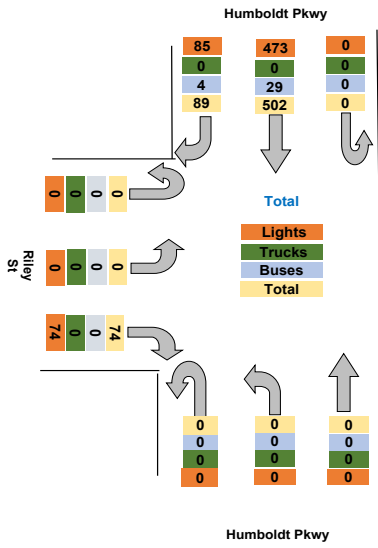 Humboldt Pkwy
85 473 0
0 0 0
4 29 0
89 502 0
0 0 0 0
Total
Lights
Trucks
Buses
Total
0 0 0 0
Riley
St
74 0 0 74
0 0 0
0 0 0
0 0 0
0 0 0
Humboldt Pkwy